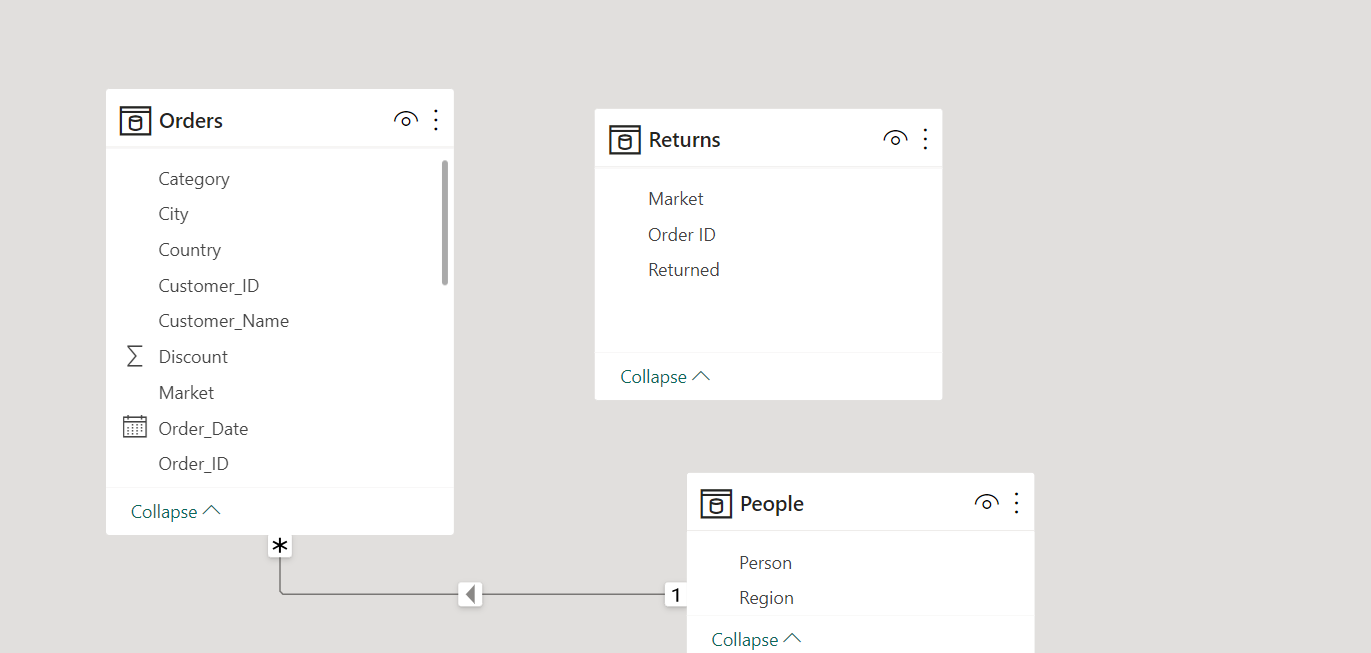 Orders
Category
City
Country
Customer_ID
Customer_Name
Discount
Market
Order_Date
Order_ID
Collapse
*
Returns
Market
Order ID
Returned
Collapse
1
People
Person
Region
Collapse